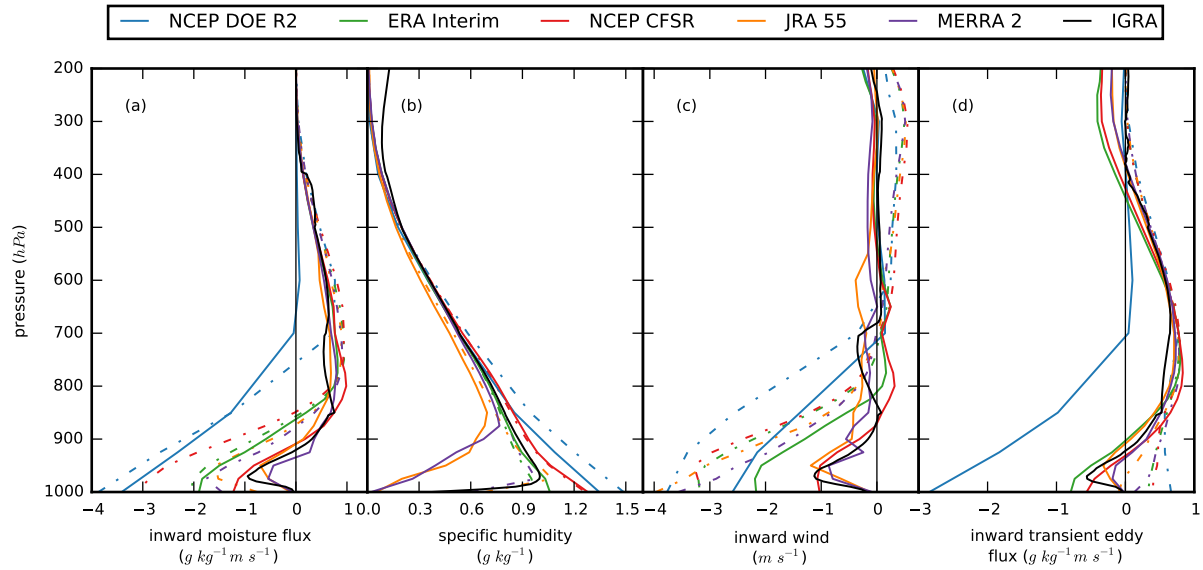 NCEP DOE R2 ERA Interim NCEP CFSR JRA 55 MERRA 2 IGRA
(a) (b) (c) (d)
pressure (hPa)
200
300
400
500
600
700
800
900
1000
−4 −3 −2 −1 0 1
0.0 0.3 0.6 0.9 1.2 1.5
−4 −3 −2 −1 0
−3 −2 −1 0 1
inward moisture flux
(g kg⁻¹ m s⁻¹)
specific humidity
(g kg⁻¹)
inward wind
(m s⁻¹)
inward transient eddy
flux (g kg⁻¹ m s⁻¹)